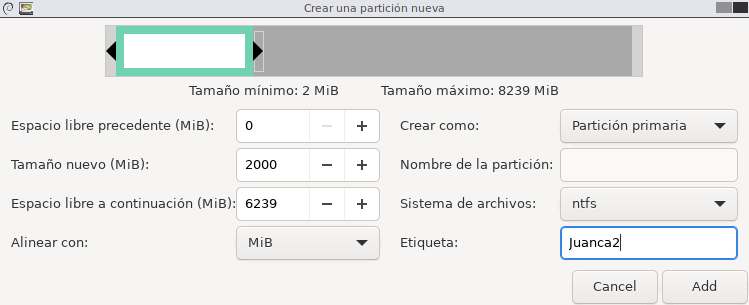 Crear una partición nueva
Tamaño mínimo: 2 MiB Tamaño máximo: 8239 MiB
Espacio libre precedente (MiB): 0 Crear como: Partición primaria
Tamaño nuevo (MiB): 2000 Nombre de la partición:
Espacio libre a continuación (MiB): 6239 Sistema de archivos: ntfs
Alinear con: MiB Etiqueta: Juanca2
Cancel Add